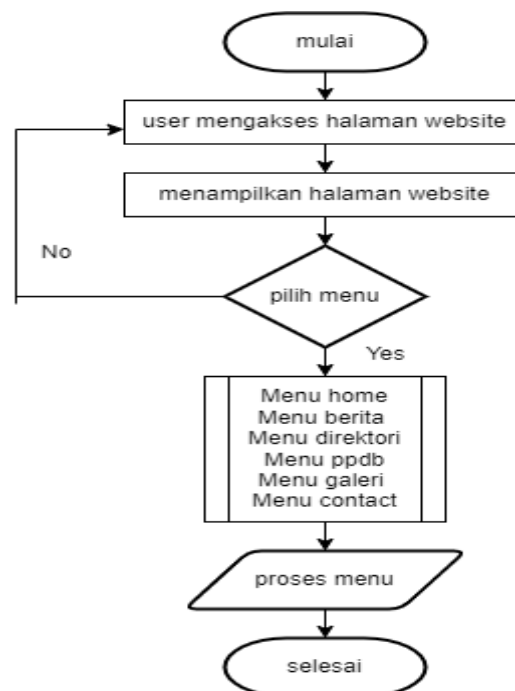 mulai
user mengakses halaman website
menampilkan halaman website
No
pilih menu
Yes
Menu home
Menu berita
Menu direktori
Menu ppdb
Menu galeri
Menu contact
proses menu
selesai